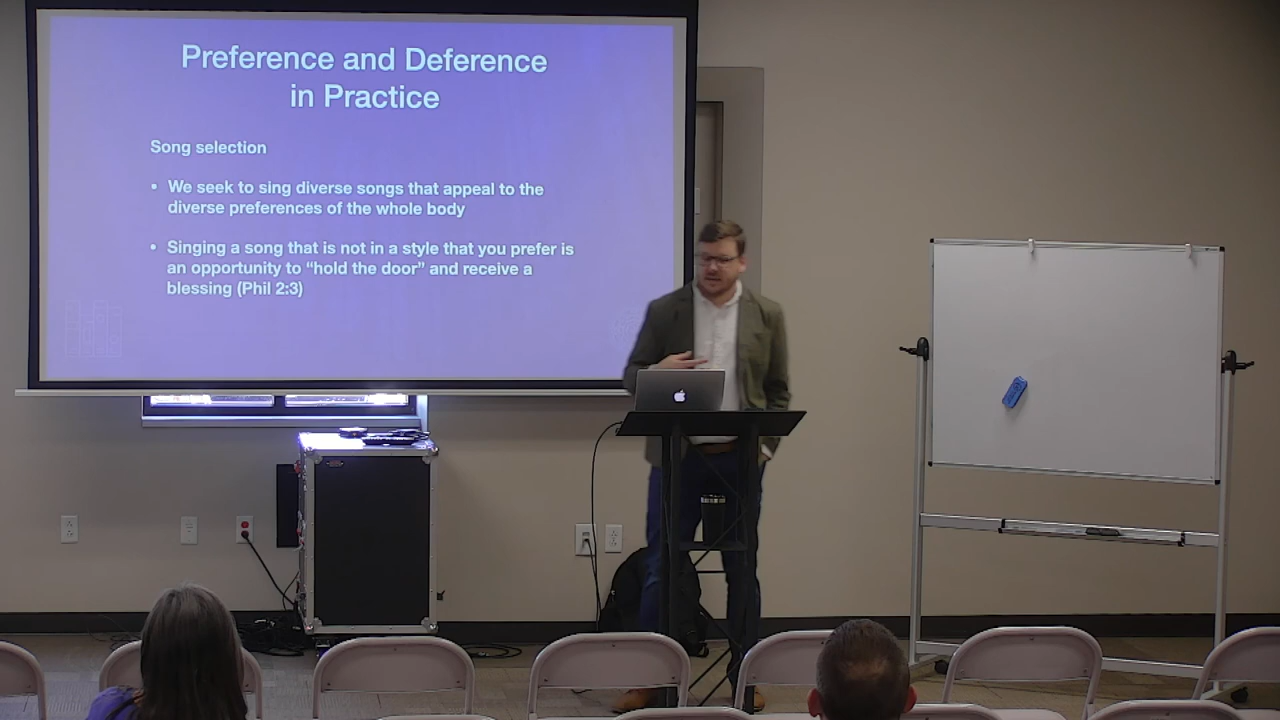 Preference and Deference
in Practice
Song selection
• We seek to sing diverse songs that appeal to the
diverse preferences of the whole body
• Singing a song that is not in a style that you prefer is
an opportunity to “hold the door” and receive a
blessing (Phil 2:3)